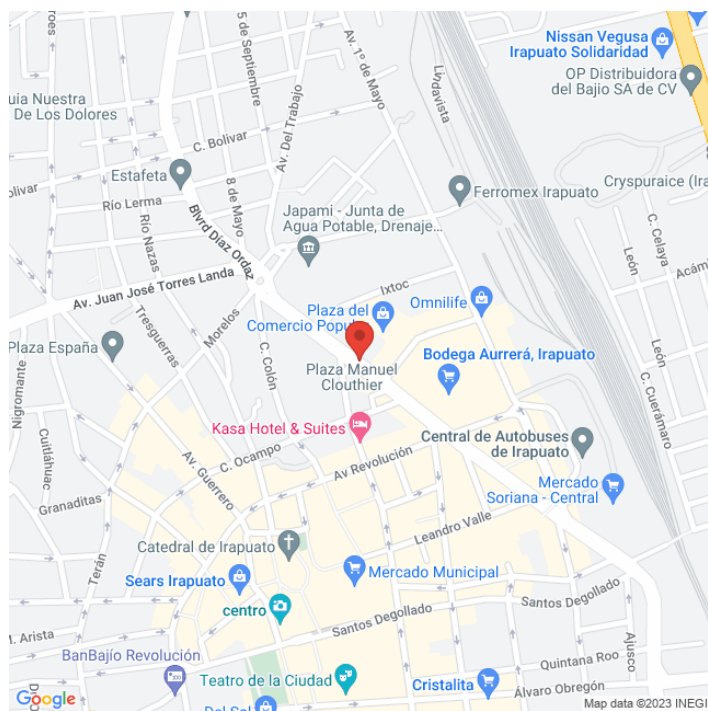 Nissan Vegusa
Irapuato Solidaridad
OP Distribuidora
del Bajio SA de CV
5 de Septiembre
Av. 1º de Mayo
Lindavista
Av. Del Trabajo
uia Nuestra
De Los Dolores
C. Bolivar
Estafeta
Bolivar
Río Lerma
8 de Mayo
Río Nazas
Blvrd Díaz Ordaz
Ferromex Irapuato
Cryspuraice (Ira
C. Celaya
León
Acám
Japami - Junta de
Agua Potable, Drenaje...
Ixtoc
Av. Juan José Torres Landa
Omnilife
Plaza del
Comercio Popul
Morelos
Tresguerras
Plaza España
Plaza Manuel
Clouthier
Bodega Aurrerá, Irapuato
C. Colón
Nigromante
León
C. Cuerámaro
Kasa Hotel & Suites
Cuitláhuac
C. Ocampo
Av Revolución
Central de Autobuses
de Irapuato
Av. Guerrero
Mercado
Soriana - Central
Granaditas
Leandro Valle
Catedral de Irapuato
Terán
Sears Irapuato
Mercado Municipal
centro
Santos Degollado
Santos Degollado
M. Arista
BanBajío Revolución
Ajusco
Quintana Roo
Teatro de la Ciudad
Cristalita
Álvaro Obregón
Google
Del Sol
Map data ©2023 INEGI